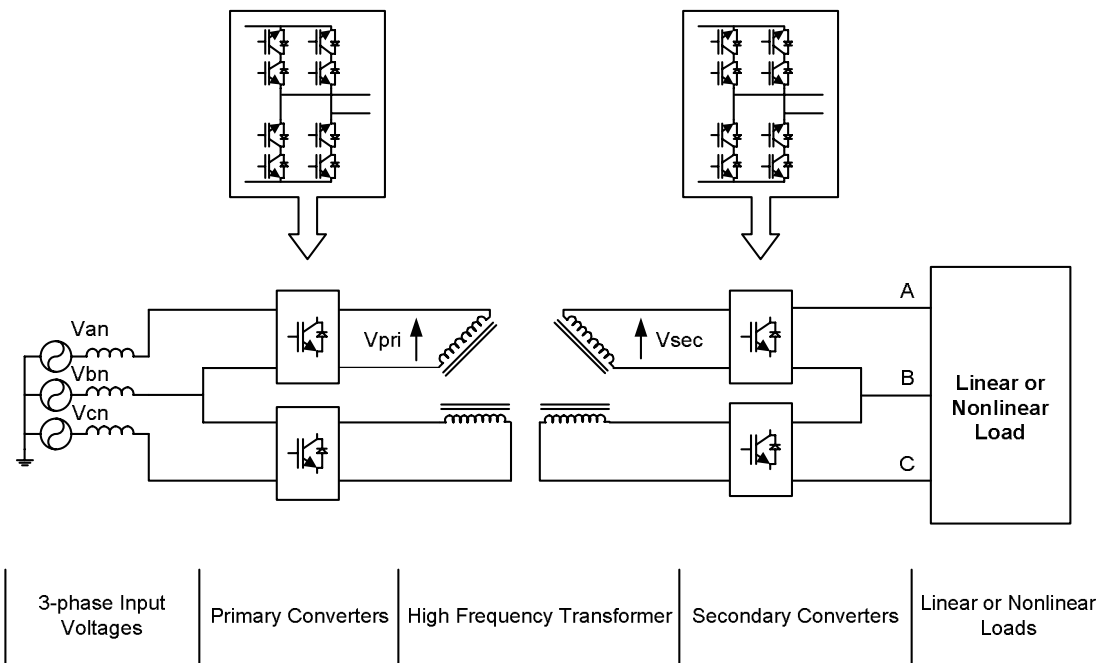 Van
Vbn
Vcn
Vpri
Vsec
A
B
C
Linear or
Nonlinear
Load
3-phase Input
Voltages
Primary Converters
High Frequency Transformer
Secondary Converters
Linear or Nonlinear
Loads